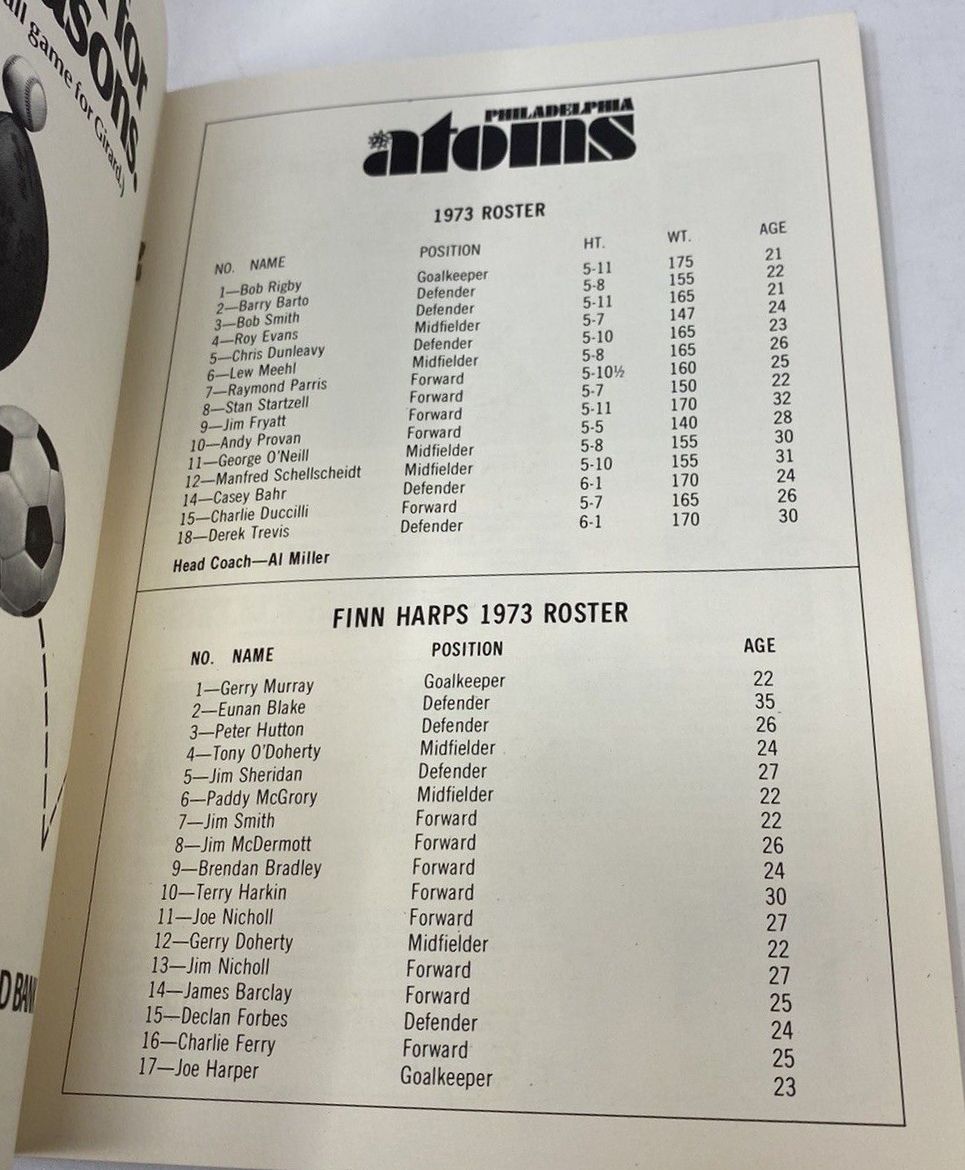 for
sons.
all game for Girard.)
D BAN
PHILADELPHIA
atoms
1973 ROSTER
NO. NAME POSITION HT. WT. AGE
1—Bob Rigby Goalkeeper 5-11 175 21
2—Barry Barto Defender 5-8 155 22
3—Bob Smith Defender 5-11 165 21
4—Roy Evans Midfielder 5-7 147 24
5—Chris Dunleavy Defender 5-10 165 23
6—Lew Meehl Midfielder 5-8 165 26
7—Raymond Parris Forward 5-10½ 160 25
8—Stan Startzell Forward 5-7 150 22
9—Jim Fryatt Forward 5-11 170 32
10—Andy Provan Forward 5-5 140 28
11—George O'Neill Midfielder 5-8 155 30
12—Manfred Schellscheidt Midfielder 5-10 155 31
14—Casey Bahr Defender 6-1 170 24
15—Charlie Duccilli Forward 5-7 165 26
18—Derek Trevis Defender 6-1 170 30
Head Coach—Al Miller
FINN HARPS 1973 ROSTER
NO. NAME POSITION AGE
1—Gerry Murray Goalkeeper 22
2—Eunan Blake Defender 35
3—Peter Hutton Defender 26
4—Tony O'Doherty Midfielder 24
5—Jim Sheridan Defender 27
6—Paddy McGrory Midfielder 22
7—Jim Smith Forward 22
8—Jim McDermott Forward 26
9—Brendan Bradley Forward 24
10—Terry Harkin Forward 30
11—Joe Nicholl Forward 27
12—Gerry Doherty Midfielder 22
13—Jim Nicholl Forward 27
14—James Barclay Forward 25
15—Declan Forbes Defender 24
16—Charlie Ferry Forward 25
17—Joe Harper Goalkeeper 23